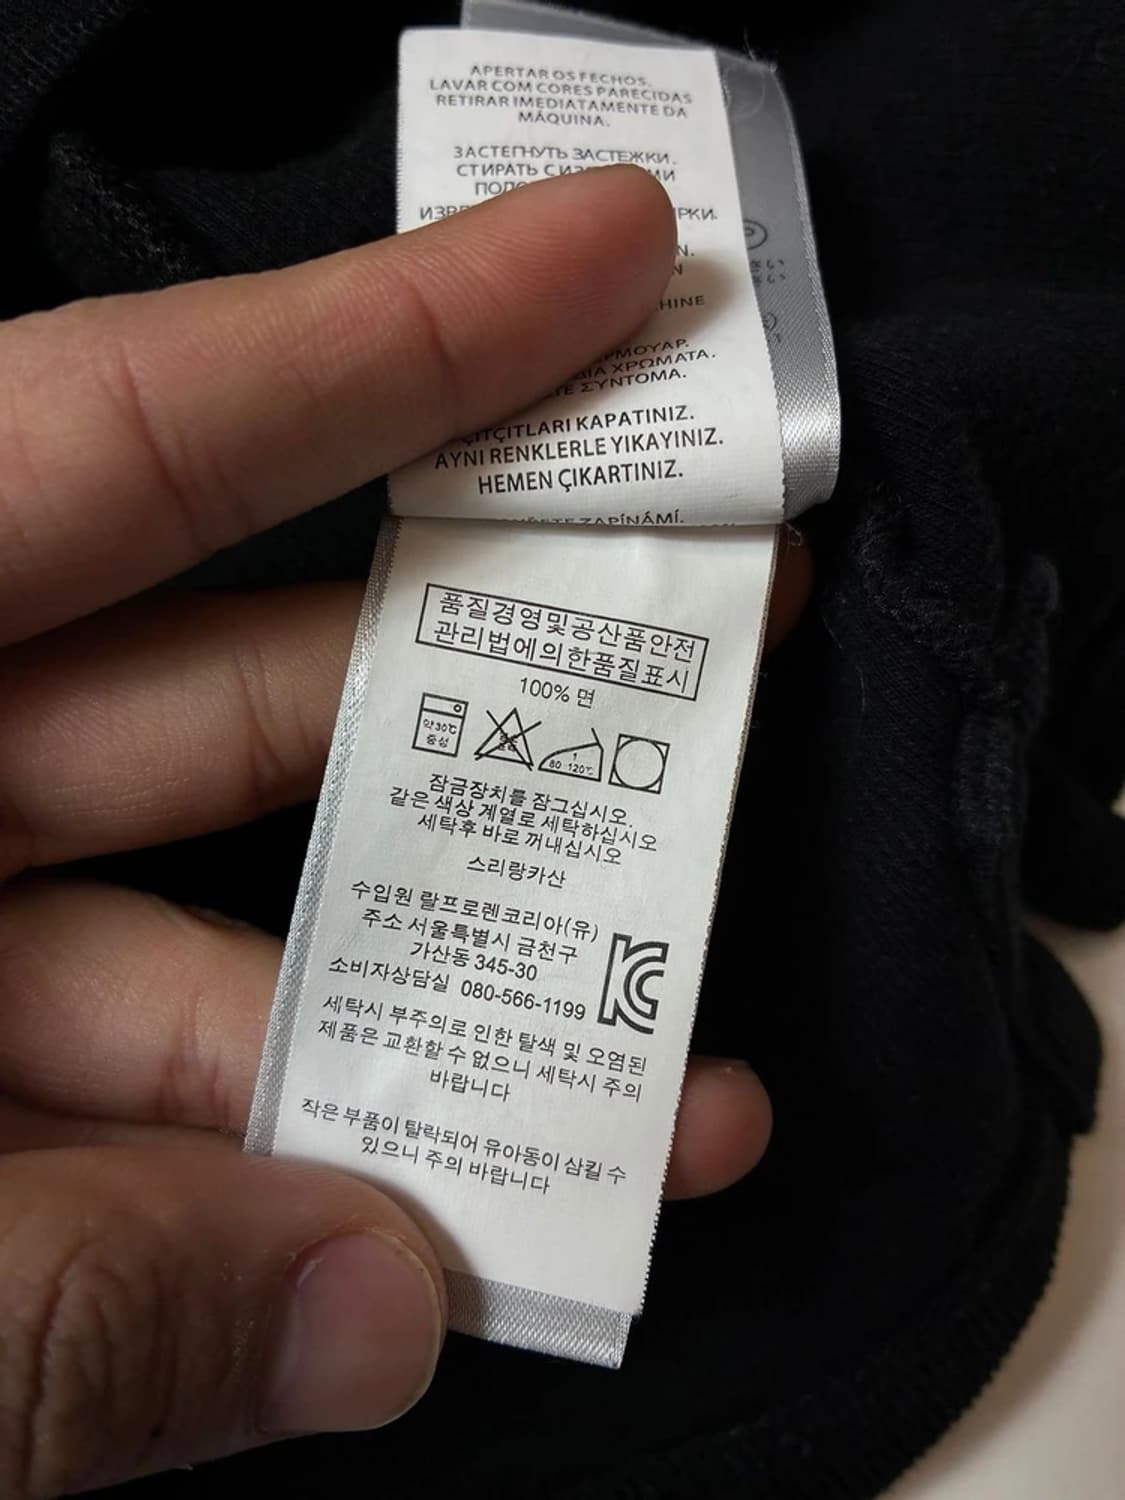 APERTAR OS FECHOS.
LAVAR COM CORES PARECIDAS
RETIRAR IMEDIATAMENTE DA
MÁQUINA.
ЗАСТЕГНУТЬ ЗАСТЕЖКИ.
СТИРАТЬ С
AYNI RENKLERLE YIKAYINIZ.
HEMEN ÇIKARTINIZ.
ZAPÍNÁMÍ.
품질경영및공산품안전
관리법에의한품질표시
100% 면
약30℃
중성
1
80 120℃
잠금장치를 잠그십시오.
같은 색상 계열로 세탁하십시오
세탁후 바로 꺼내십시오
스리랑카산
수입원 랄프로렌코리아(유)
주소 서울특별시 금천구
가산동 345-30
소비자상담실 080-566-1199
세탁시 부주의로 인한 탈색 및 오염된
제품은 교환할 수 없으니 세탁시 주의
바랍니다
작은 부품이 탈락되어 유아동이 삼킬 수
있으니 주의 바랍니다